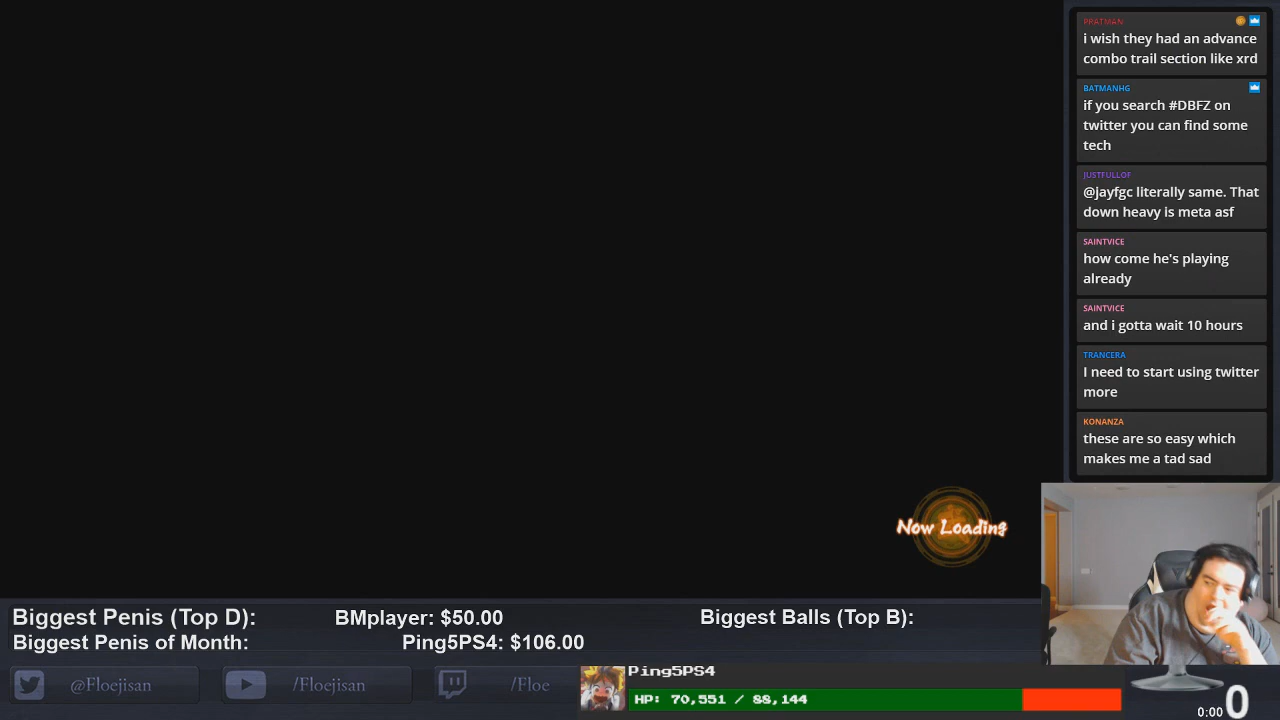 PRATMAN
i wish they had an advance
combo trail section like xrd
BATMANHG
if you search #DBFZ on
twitter you can find some
tech
JUSTFULLOF
@jayfgc literally same. That
down heavy is meta asf
SAINTVICE
how come he's playing
already
SAINTVICE
and i gotta wait 10 hours
TRANCERA
I need to start using twitter
more
KONANZA
these are so easy which
makes me a tad sad
Now Loading
Biggest Penis (Top D): BMplayer: $50.00 Biggest Balls (Top B):
Biggest Penis of Month: Ping5PS4: $106.00
@Floejisan /Floejisan /Floe
Ping5PS4
HP: 70,551 / 88,144
0:00 0